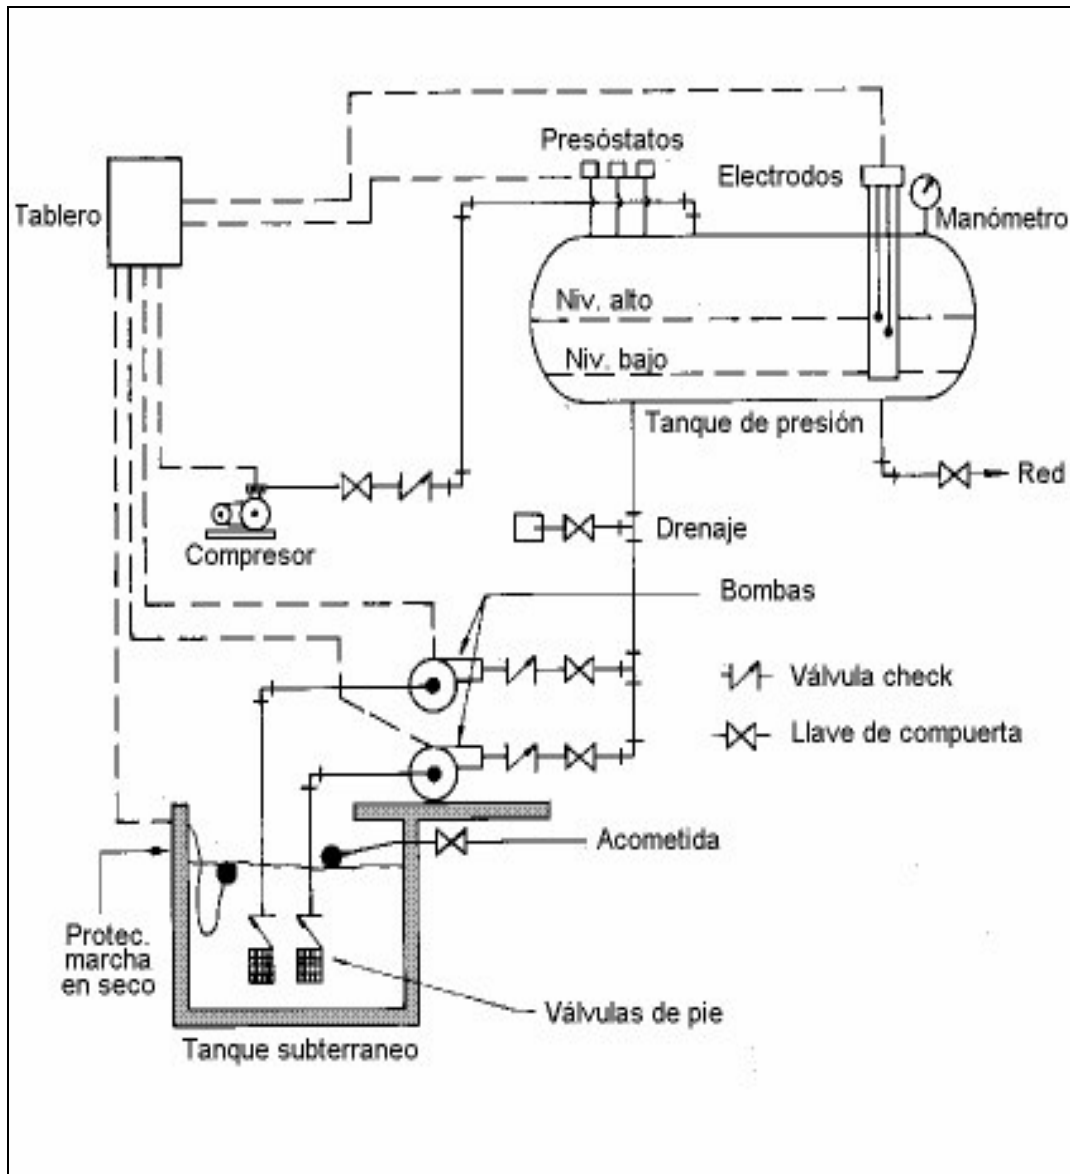 Presóstatos
Electrodos
Tablero
Manómetro
Niv. alto
Niv. bajo
Tanque de presión
Red
Compresor
Drenaje
Bombas
Válvula check
Llave de compuerta
Acometida
Protec.
marcha
en seco
Válvulas de pie
Tanque subterraneo